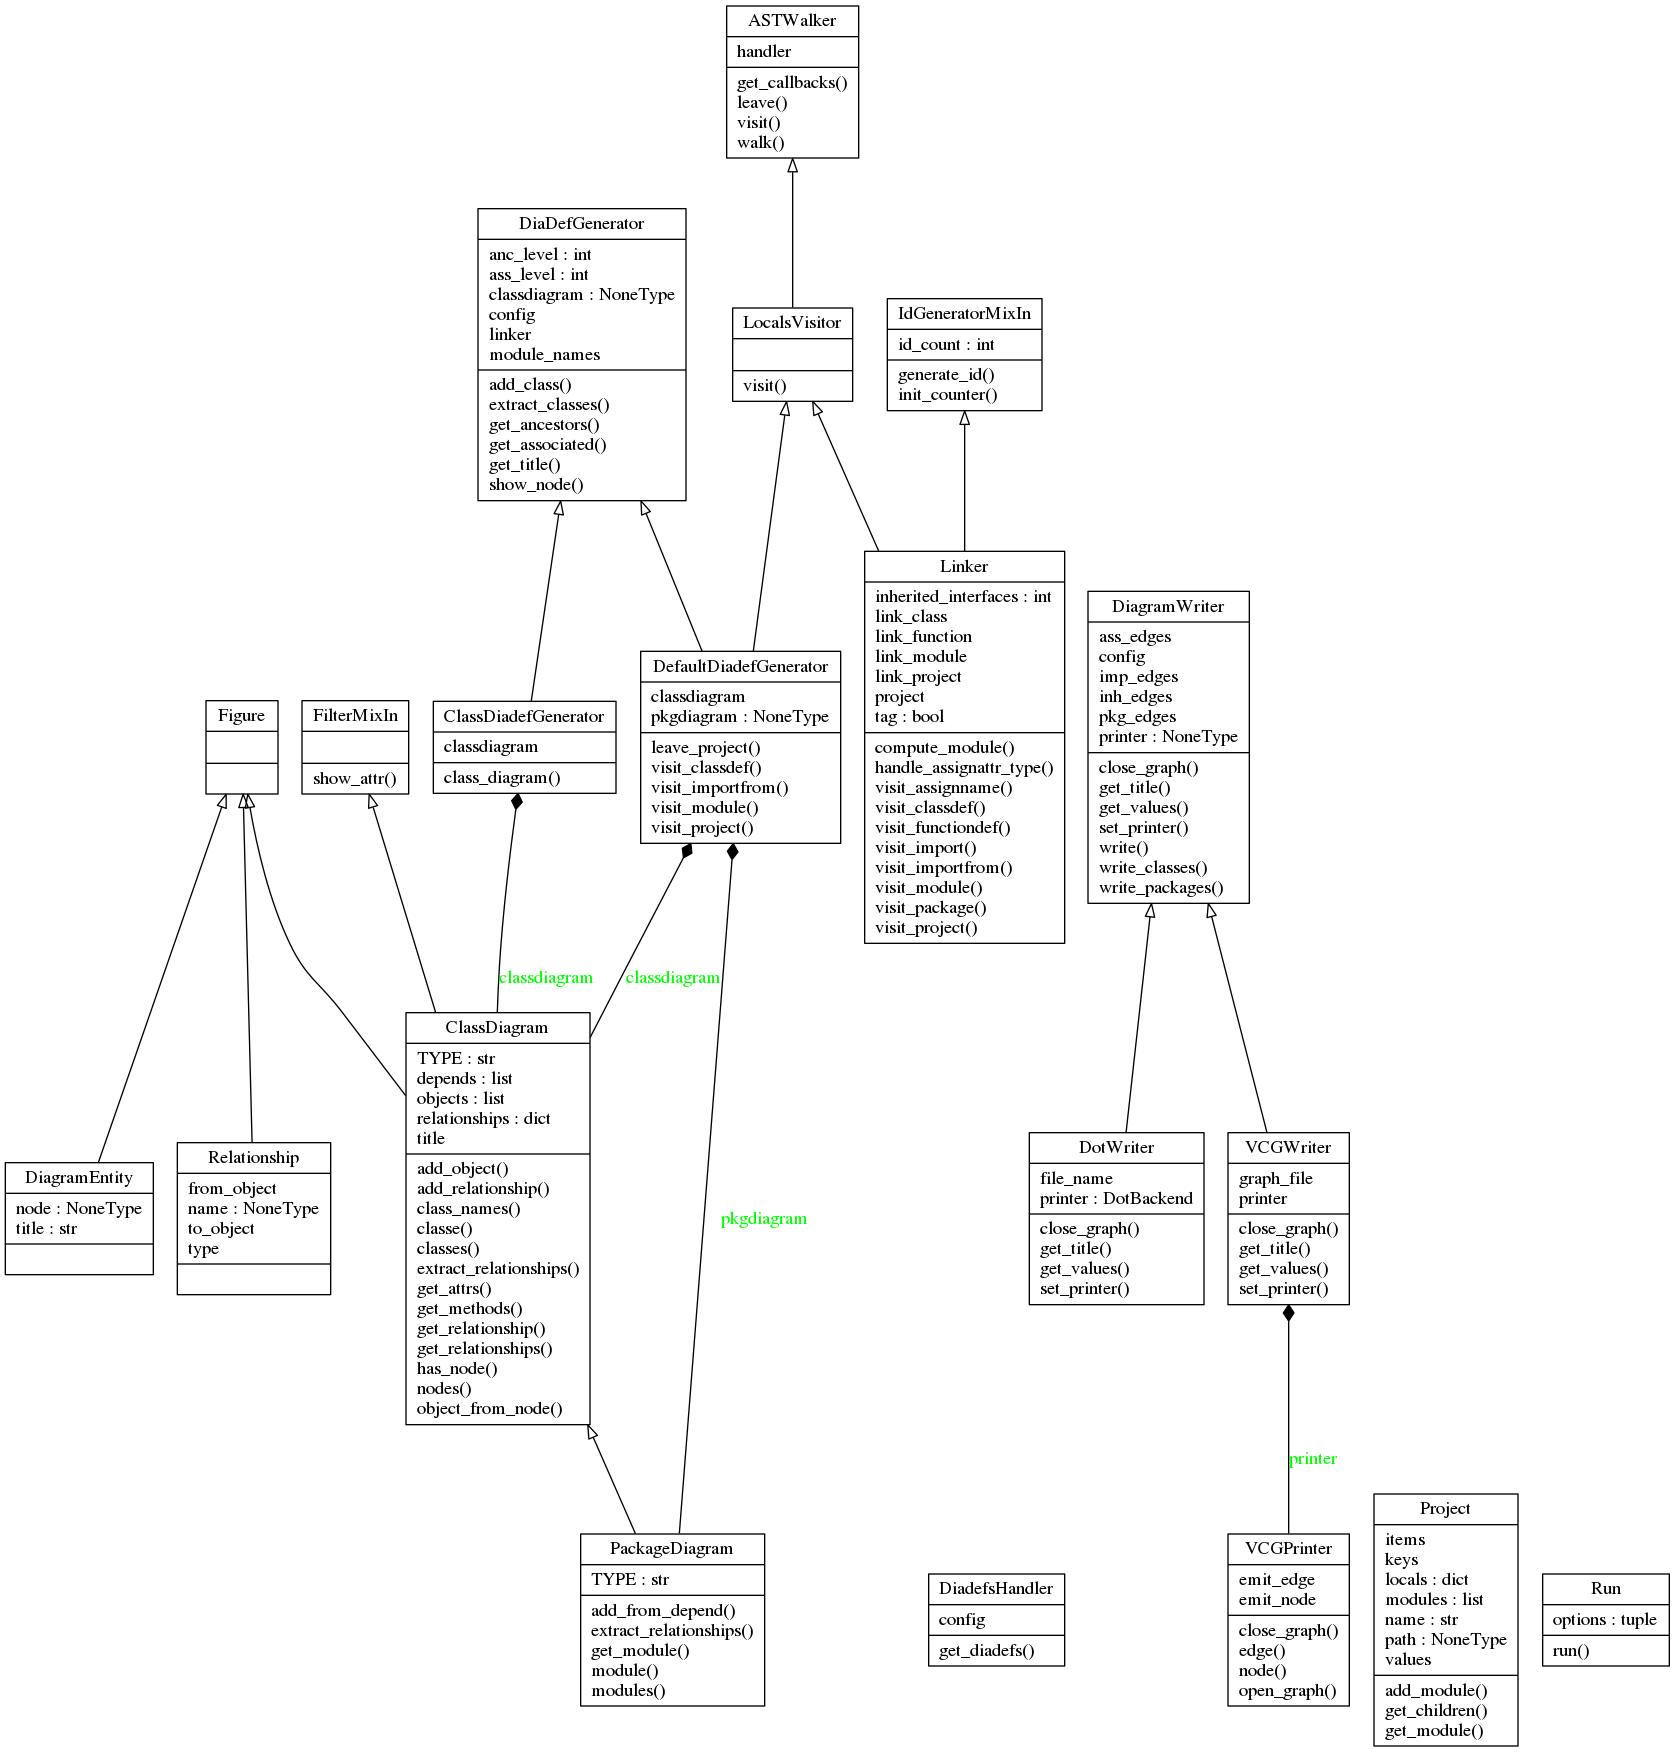 ASTWalker
handler
get_callbacks()
leave()
visit()
walk()
DiaDefGenerator
anc_level : int
ass_level : int
classdiagram : NoneType
config
linker
module_names
add_class()
extract_classes()
get_ancestors()
get_associated()
get_title()
show_node()
LocalsVisitor
visit()
IdGeneratorMixIn
id_count : int
generate_id()
init_counter()
Linker
inherited_interfaces : int
link_class
link_function
link_module
link_project
project
tag : bool
compute_module()
handle_assignattr_type()
visit_assignname()
visit_classdef()
visit_functiondef()
visit_import()
visit_importfrom()
visit_module()
visit_package()
visit_project()
DiagramWriter
ass_edges
config
imp_edges
inh_edges
pkg_edges
printer : NoneType
close_graph()
get_title()
get_values()
set_printer()
write()
write_classes()
write_packages()
Figure
FilterMixIn
show_attr()
ClassDiadefGenerator
classdiagram
class_diagram()
DefaultDiadefGenerator
classdiagram
pkgdiagram : NoneType
leave_project()
visit_classdef()
visit_importfrom()
visit_module()
visit_project()
classdiagram
classdiagram
ClassDiagram
TYPE : str
depends : list
objects : list
relationships : dict
title
add_object()
add_relationship()
class_names()
classe()
classes()
extract_relationships()
get_attrs()
get_methods()
get_relationship()
get_relationships()
has_node()
nodes()
object_from_node()
DiagramEntity
node : NoneType
title : str
Relationship
from_object
name : NoneType
to_object
type
pkgdiagram
DotWriter
file_name
printer : DotBackend
close_graph()
get_title()
get_values()
set_printer()
VCGWriter
graph_file
printer
close_graph()
get_title()
get_values()
set_printer()
printer
PackageDiagram
TYPE : str
add_from_depend()
extract_relationships()
get_module()
module()
modules()
DiadefsHandler
config
get_diadefs()
VCGPrinter
emit_edge
emit_node
close_graph()
edge()
node()
open_graph()
Project
items
keys
locals : dict
modules : list
name : str
path : NoneType
values
add_module()
get_children()
get_module()
Run
options : tuple
run()